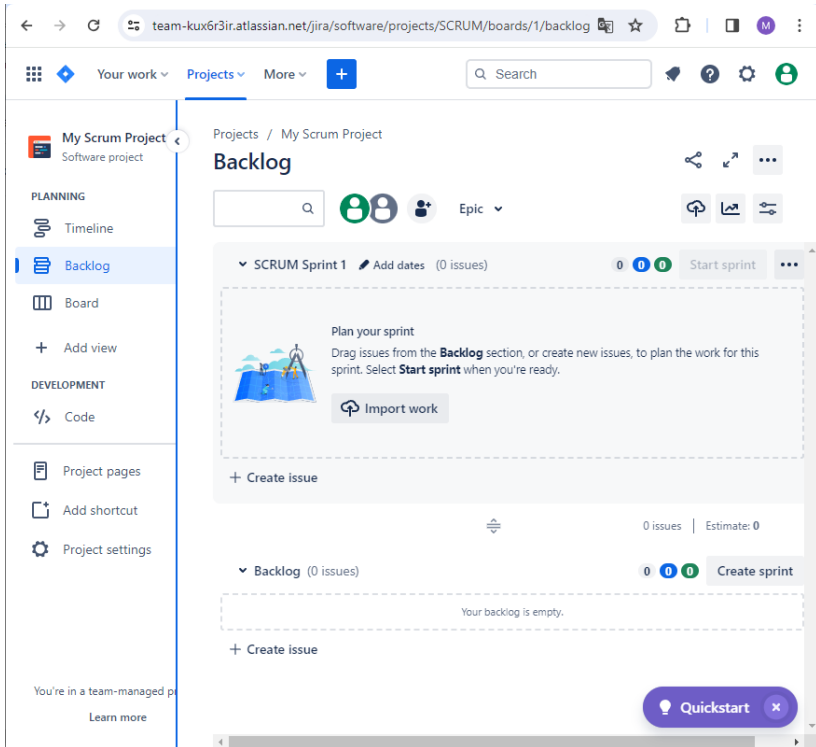 team-kux6r3ir.atlassian.net/jira/software/projects/SCRUM/boards/1/backlog
M
Your work
Projects
More
+
Search
My Scrum Project
Software project
PLANNING
Timeline
Backlog
Board
+ Add view
DEVELOPMENT
Code
Project pages
Add shortcut
Project settings
You're in a team-managed
Learn more
Projects / My Scrum Project
Backlog
Epic
SCRUM Sprint 1 Add dates (0 issues) 0 0 0 Start sprint
Plan your sprint
Drag issues from the Backlog section, or create new issues, to plan the work for this
sprint. Select Start sprint when you're ready.
Import work
+ Create issue
0 issues | Estimate: 0
Backlog (0 issues) 0 0 0 Create sprint
Your backlog is empty.
+ Create issue
Quickstart